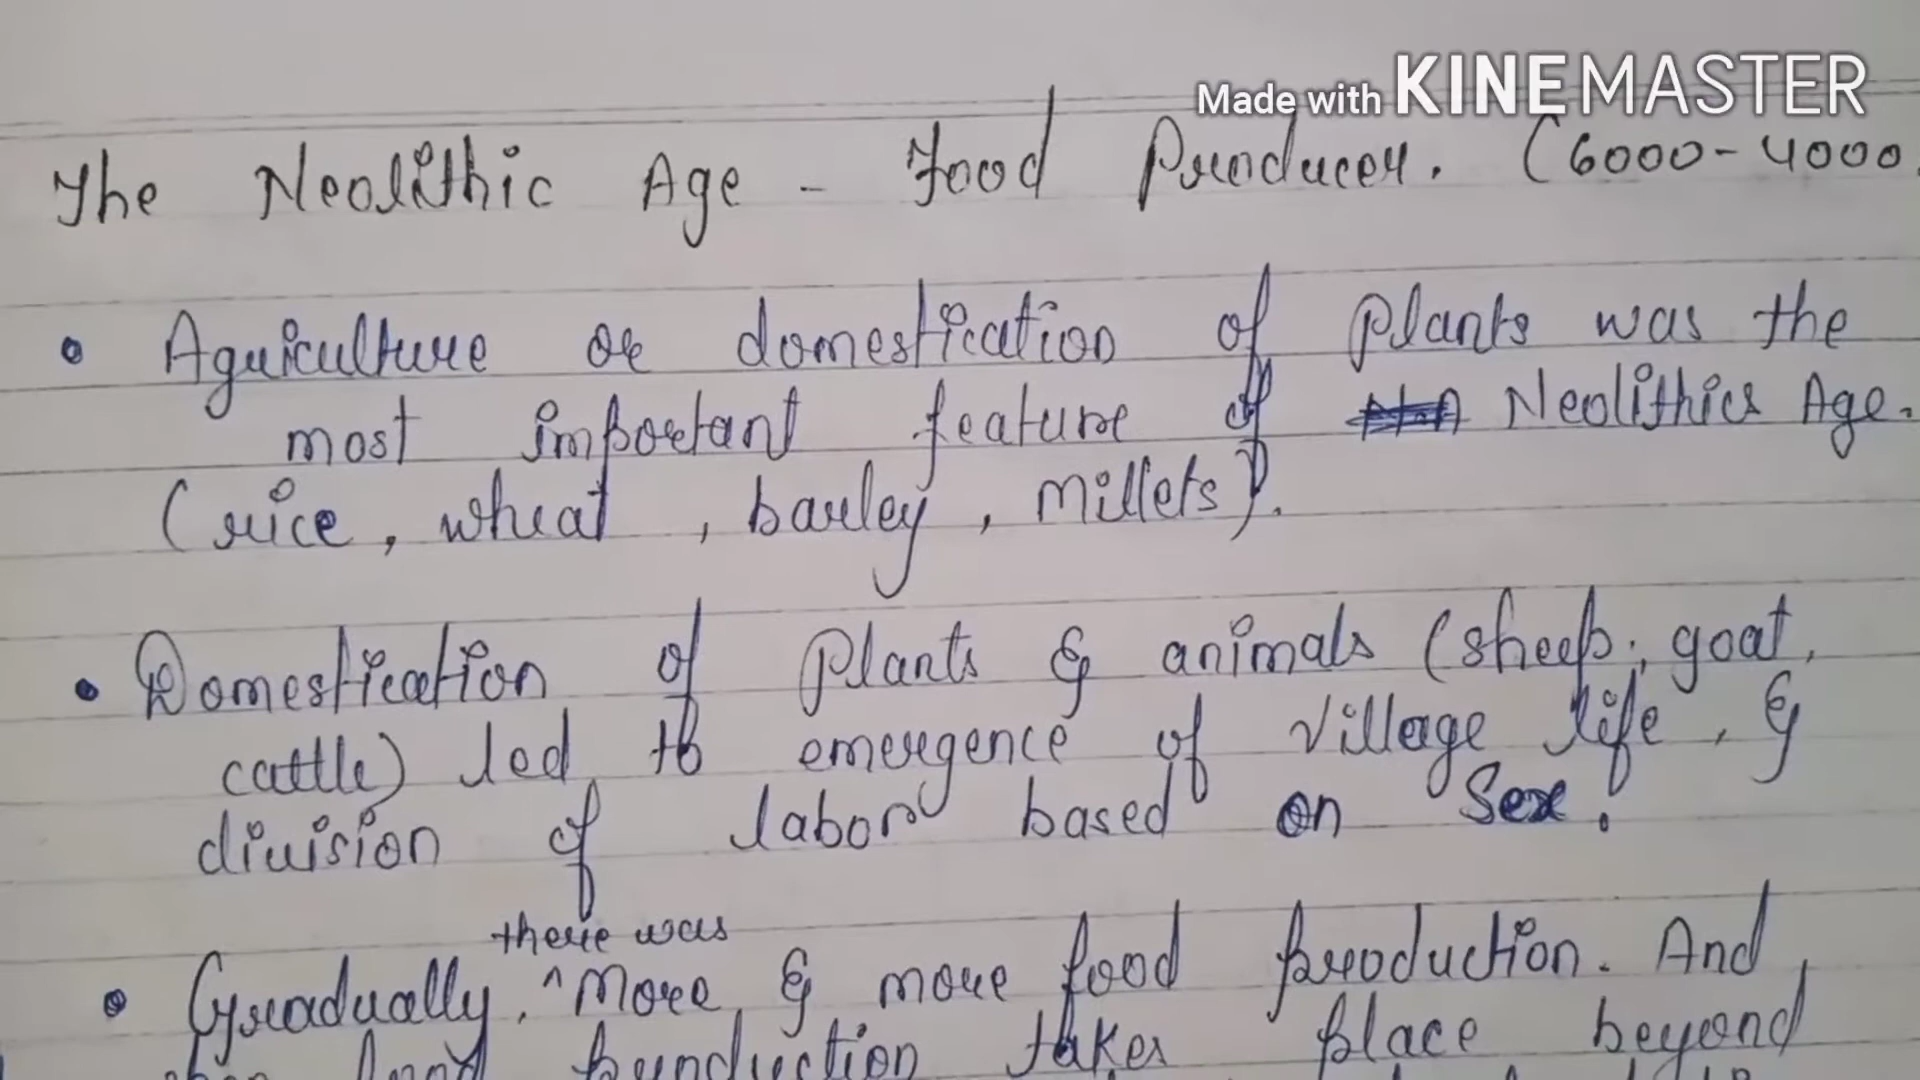 Made with KINEMASTER
The Neolithic Age - Food Producer. (6000-4000
• Agriculture or domestication of Plants was the
most important feature of Neolithics Age.
(rice, wheat, barley, millets).
• Domestication of Plants & animals (sheep, goat,
cattle) led to emergence of village life, &
division of labor based on Sex.
there was
• Gradually, ^ More & more food production. And,
food production takes place beyond